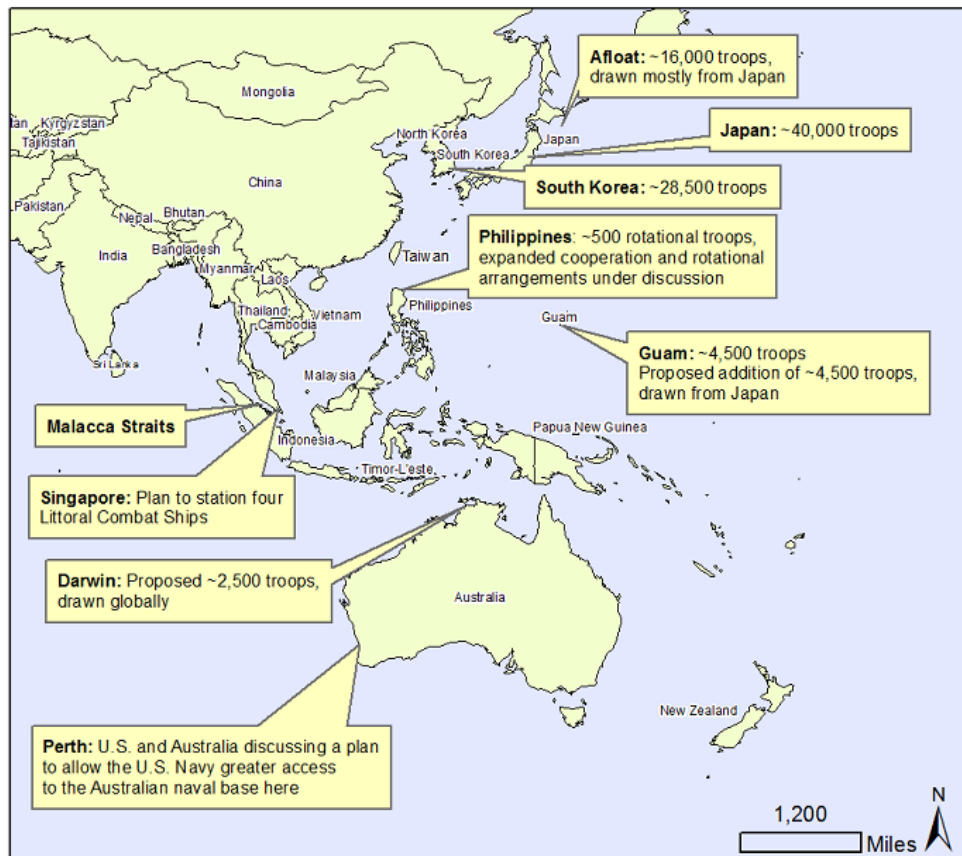 Afloat: ~16,000 troops,
drawn mostly from Japan
Mongolia
tan
Kyrgyzstan
Tajikistan
North Korea
Japan
Japan: ~40,000 troops
South Korea
China
South Korea: ~28,500 troops
Pakistan
Nepal
Bhutan
Philippines: ~500 rotational troops,
expanded cooperation and rotational
arrangements under discussion
India
Bangladesh
Taiwan
Myanmar
Laos
Thailand
Vietnam
Philippines
Cambodia
Guam
Guam: ~4,500 troops
Proposed addition of ~4,500 troops,
drawn from Japan
Sri Lanka
Malaysia
Malacca Straits
Indonesia
Papua New Guinea
Timor-L'este
Singapore: Plan to station four
Littoral Combat Ships
Darwin: Proposed ~2,500 troops,
drawn globally
Australia
New Zealand
Perth: U.S. and Australia discussing a plan
to allow the U.S. Navy greater access
to the Australian naval base here
N
1,200
Miles